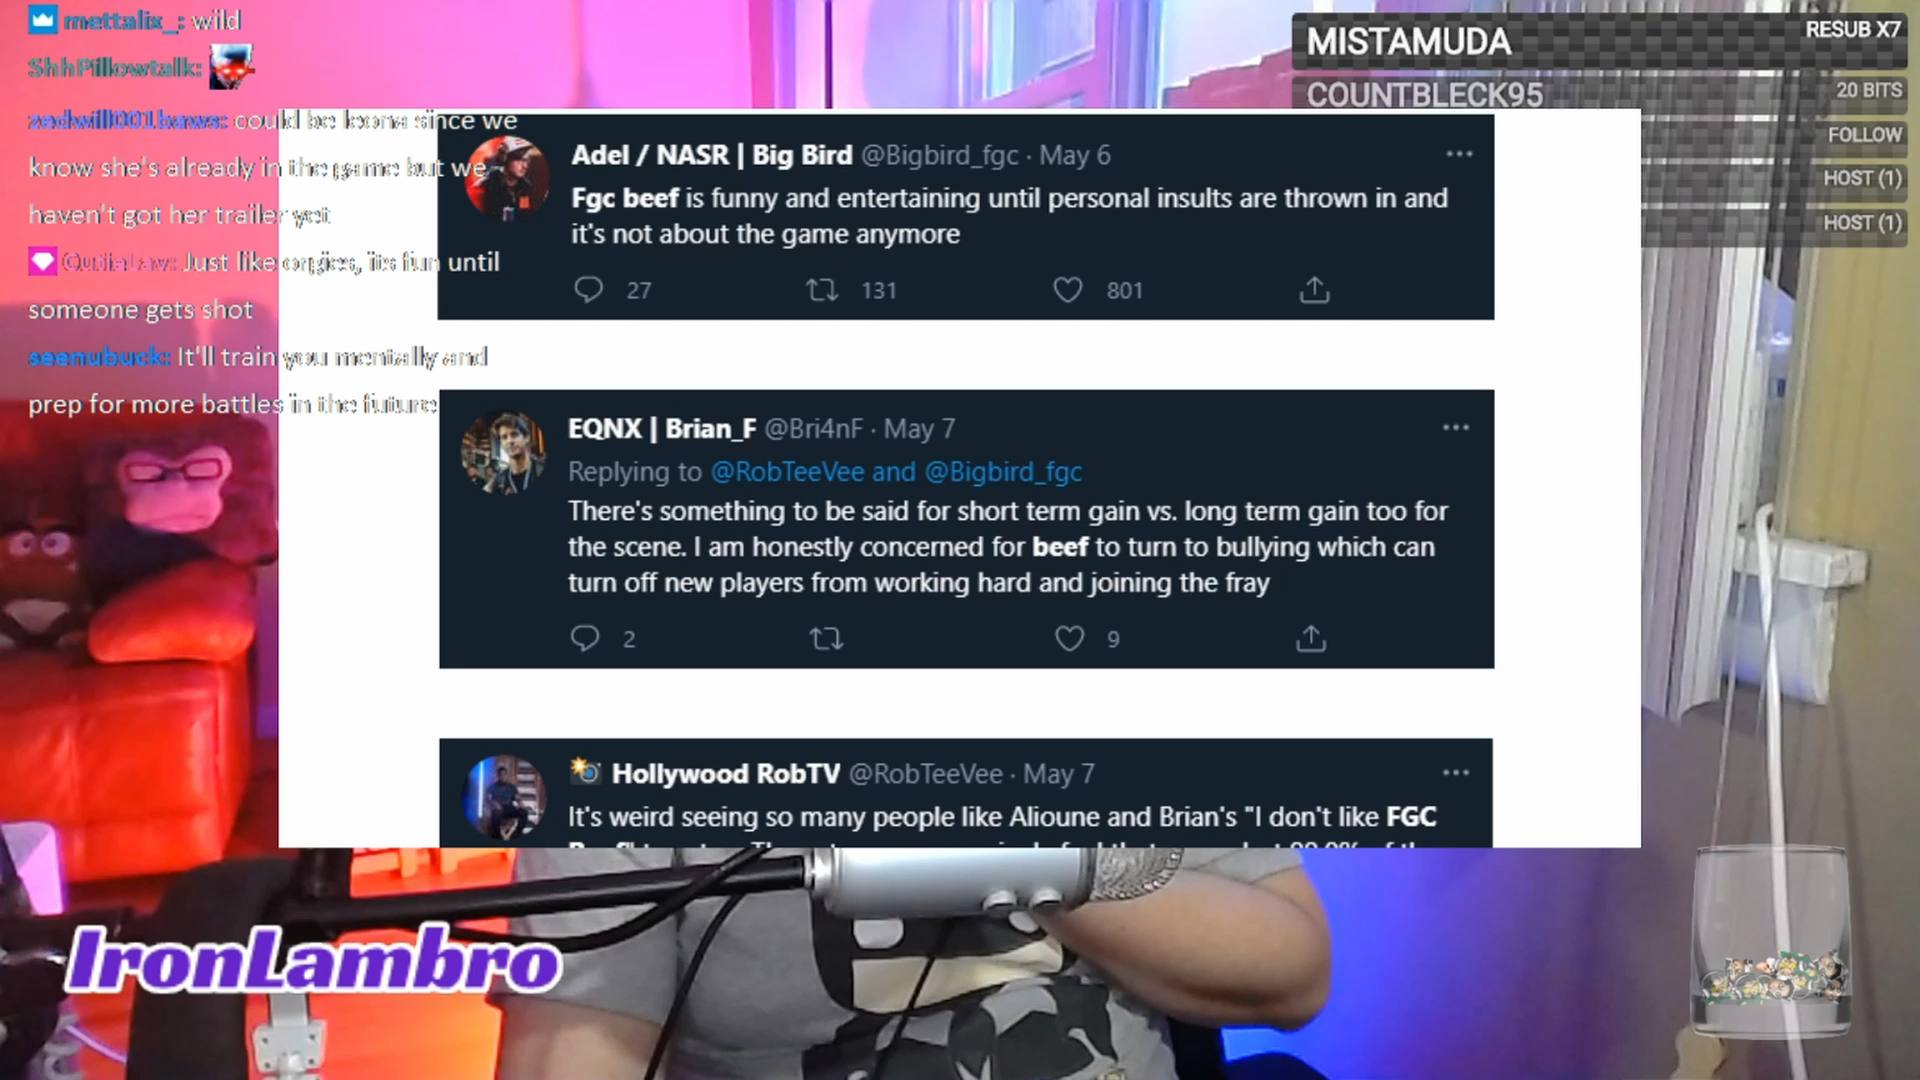 mettalix_: wild
ShhPillowtalk:
zedwill001baws: could be leona since we
know she's already in the game but we
haven't got her trailer yet
QutieLav: Just like orgies, its fun until
someone gets shot
seenubuck: It'll train you mentally and
prep for more battles in the future
MISTAMUDA RESUB X7
COUNTBLECK95 20 BITS
FOLLOW
HOST (1)
HOST (1)
Adel / NASR | Big Bird @Bigbird_fgc · May 6
Fgc beef is funny and entertaining until personal insults are thrown in and
it's not about the game anymore
27 131 801
EQNX | Brian_F @Bri4nF · May 7
Replying to @RobTeeVee and @Bigbird_fgc
There's something to be said for short term gain vs. long term gain too for
the scene. I am honestly concerned for beef to turn to bullying which can
turn off new players from working hard and joining the fray
2 9
Hollywood RobTV @RobTeeVee · May 7
It's weird seeing so many people like Alioune and Brian's "I don't like FGC
IronLambro